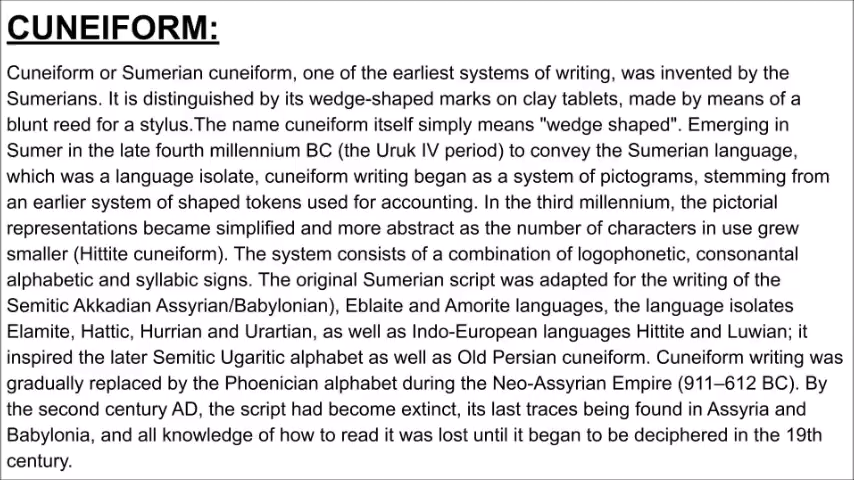 CUNEIFORM:
Cuneiform or Sumerian cuneiform, one of the earliest systems of writing, was invented by the
Sumerians. It is distinguished by its wedge-shaped marks on clay tablets, made by means of a
blunt reed for a stylus.The name cuneiform itself simply means "wedge shaped". Emerging in
Sumer in the late fourth millennium BC (the Uruk IV period) to convey the Sumerian language,
which was a language isolate, cuneiform writing began as a system of pictograms, stemming from
an earlier system of shaped tokens used for accounting. In the third millennium, the pictorial
representations became simplified and more abstract as the number of characters in use grew
smaller (Hittite cuneiform). The system consists of a combination of logophonetic, consonantal
alphabetic and syllabic signs. The original Sumerian script was adapted for the writing of the
Semitic Akkadian Assyrian/Babylonian), Eblaite and Amorite languages, the language isolates
Elamite, Hattic, Hurrian and Urartian, as well as Indo-European languages Hittite and Luwian; it
inspired the later Semitic Ugaritic alphabet as well as Old Persian cuneiform. Cuneiform writing was
gradually replaced by the Phoenician alphabet during the Neo-Assyrian Empire (911–612 BC). By
the second century AD, the script had become extinct, its last traces being found in Assyria and
Babylonia, and all knowledge of how to read it was lost until it began to be deciphered in the 19th
century.